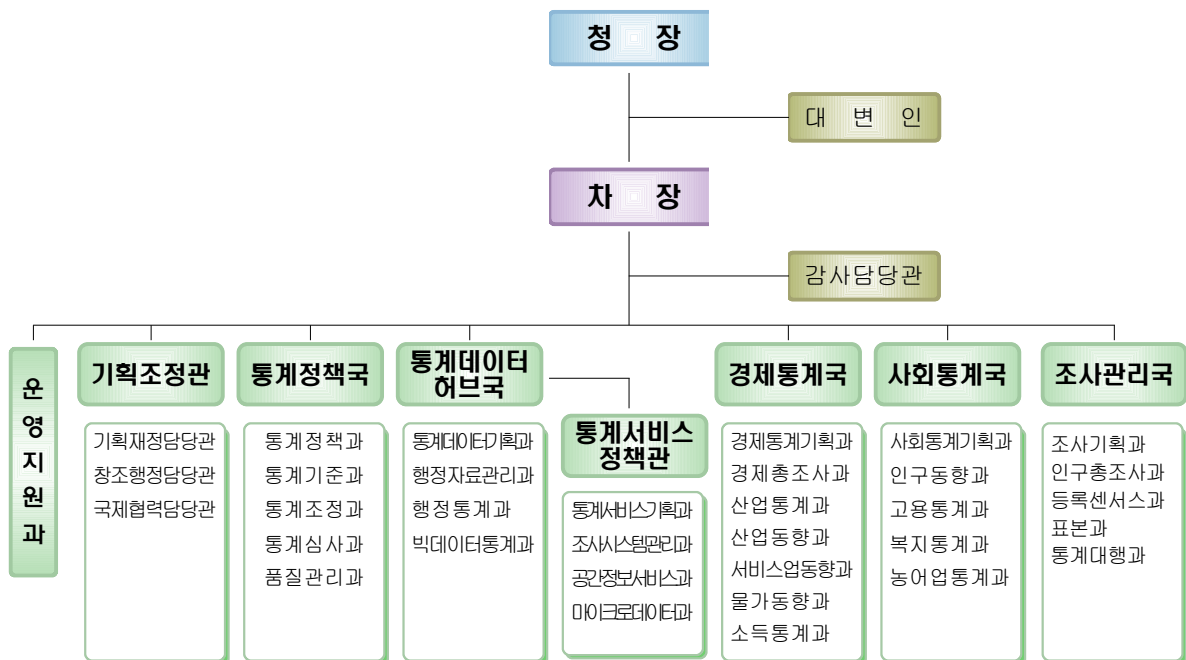 청 장
대 변 인
차 장
감사담당관
운
영
지
원
과
기획조정관
기획재정담당관
창조행정담당관
국제협력담당관
통계정책국
통계정책과
통계기준과
통계조정과
통계심사과
품질관리과
통계데이터
허브국
통계데이터기획과
행정자료관리과
행정통계과
빅데이터통계과
통계서비스
정책관
통계서비스기획과
조사시스템관리과
공간정보서비스과
마이크로데이터과
경제통계국
경제통계기획과
경제총조사과
산업통계과
산업동향과
서비스업동향과
물가동향과
소득통계과
사회통계국
사회통계기획과
인구동향과
고용통계과
복지통계과
농어업통계과
조사관리국
조사기획과
인구총조사과
등록센서스과
표본과
통계대행과